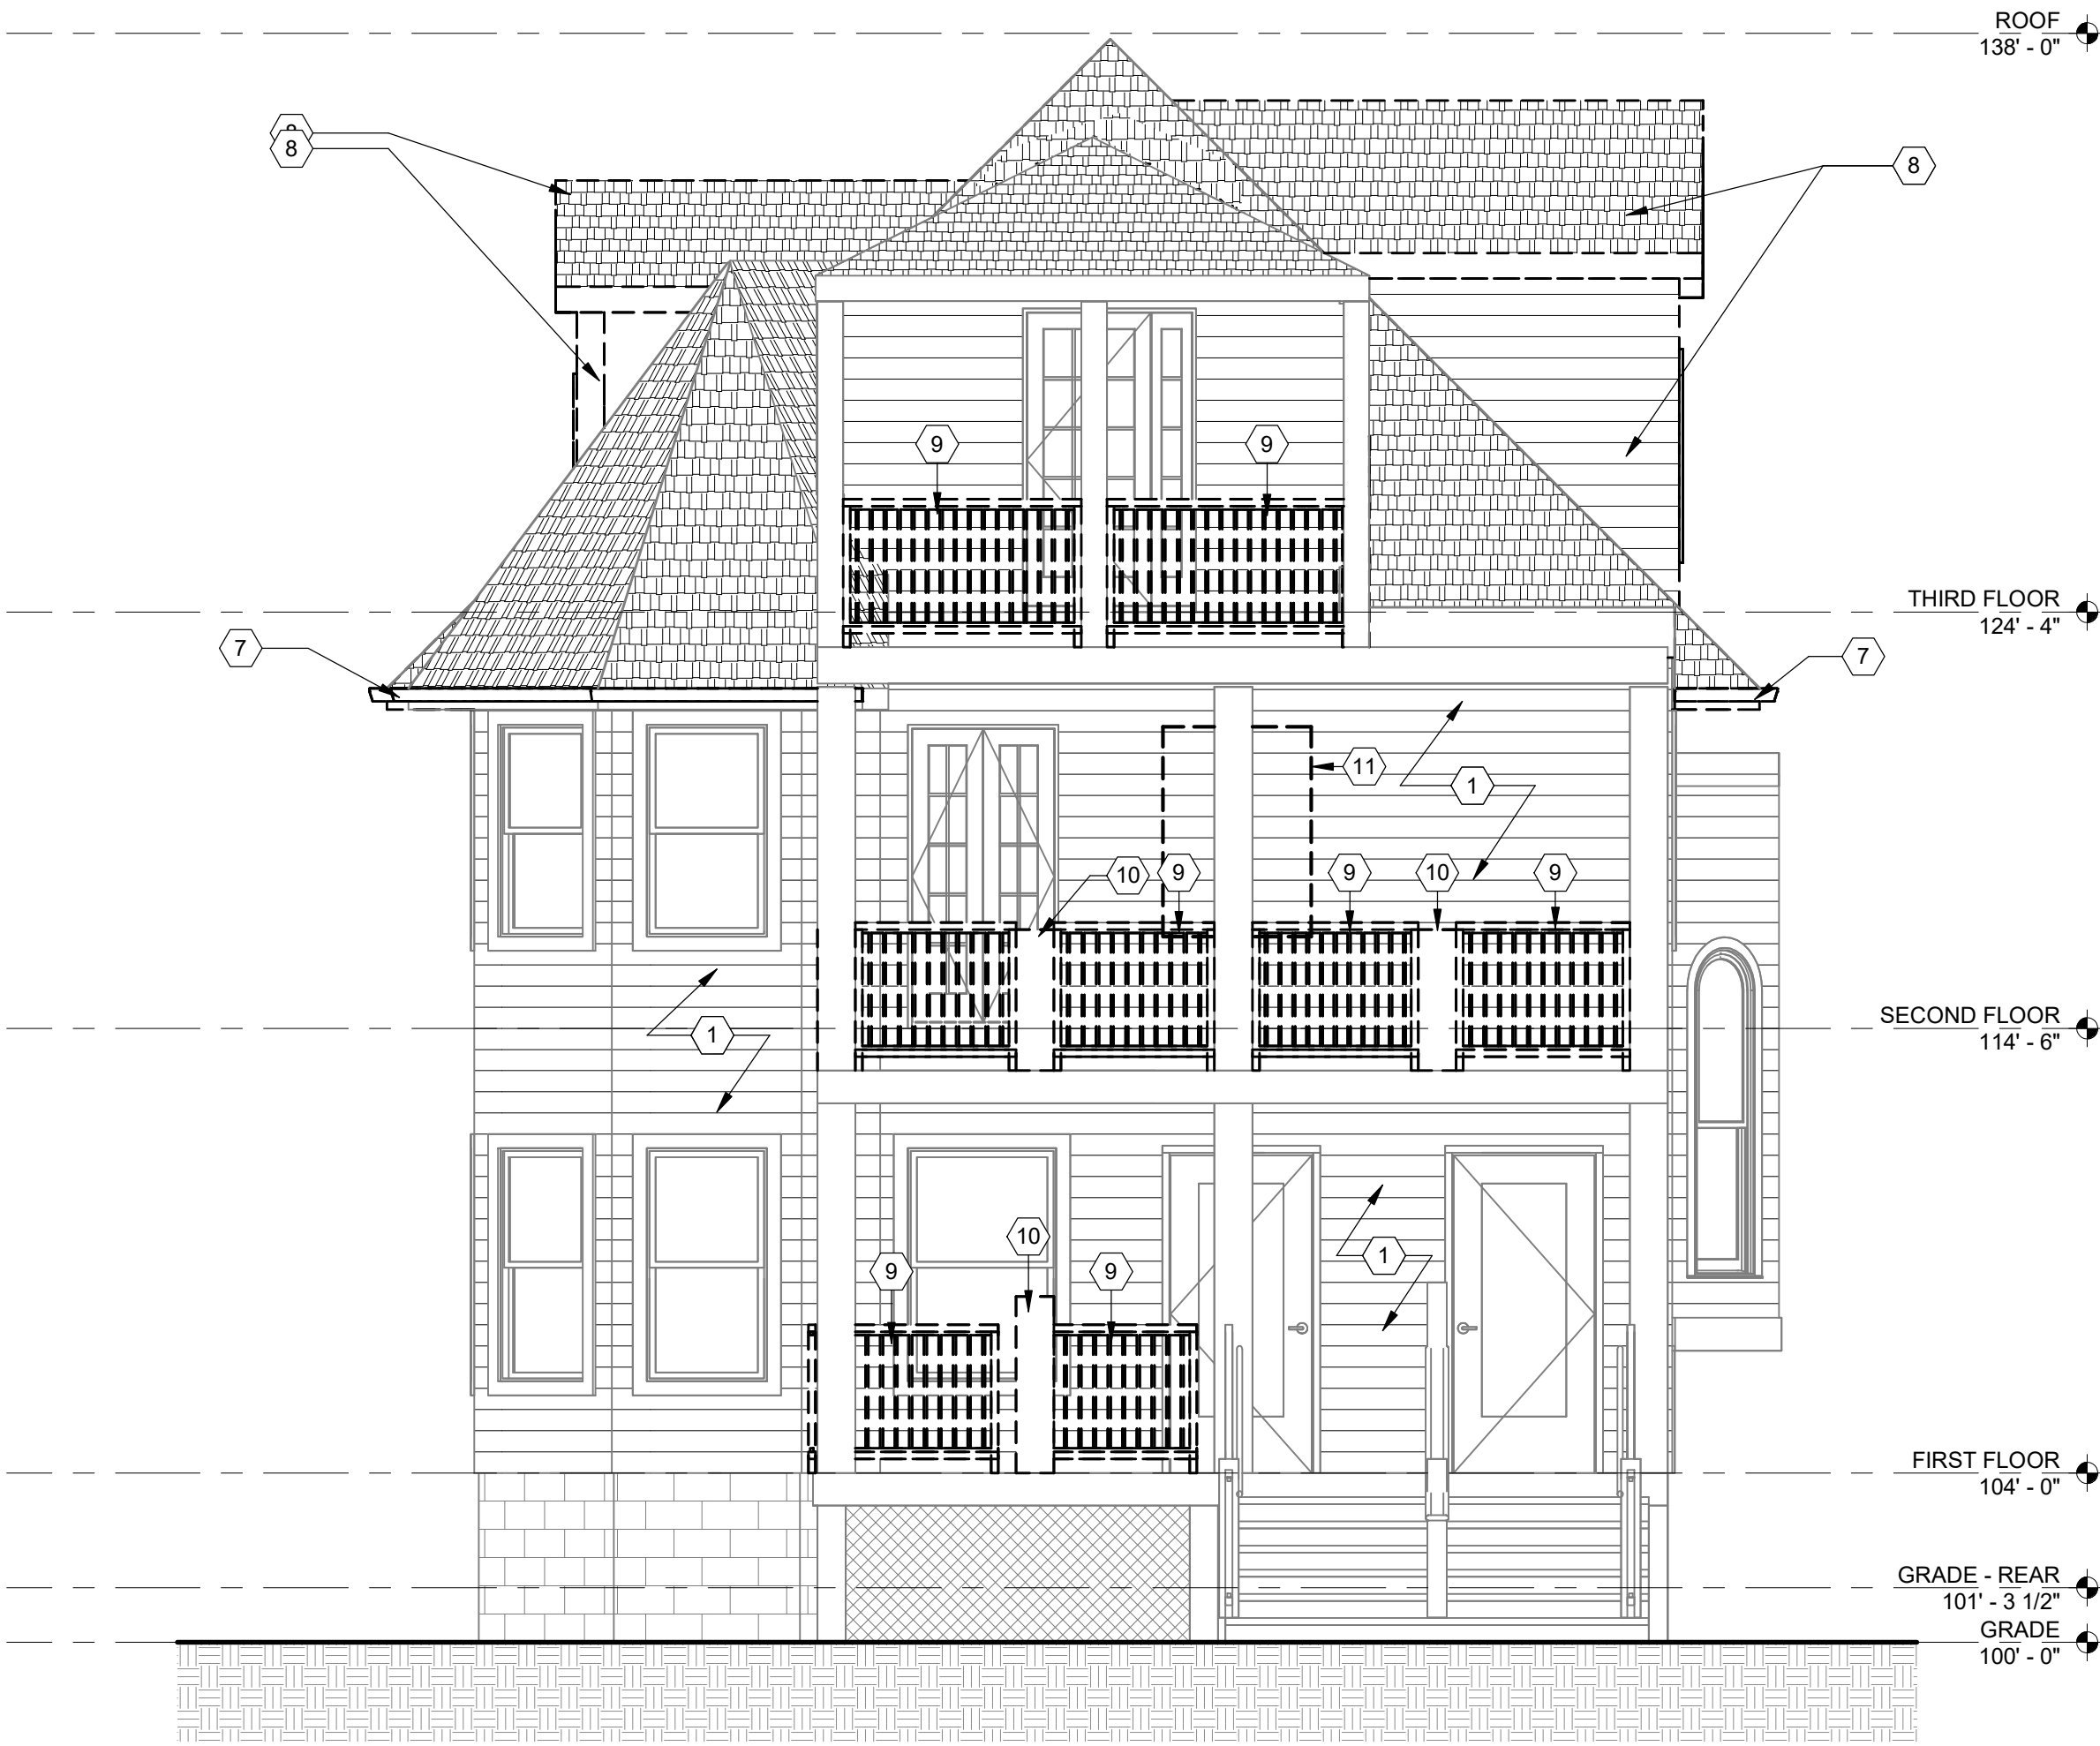 ROOF
138' - 0"
8
8
9
9
THIRD FLOOR
124' - 4"
7
7
11
1
10
9
9
10
9
SECOND FLOOR
114' - 6"
1
10
1
9
9
FIRST FLOOR
104' - 0"
GRADE - REAR
101' - 3 1/2"
GRADE
100' - 0"